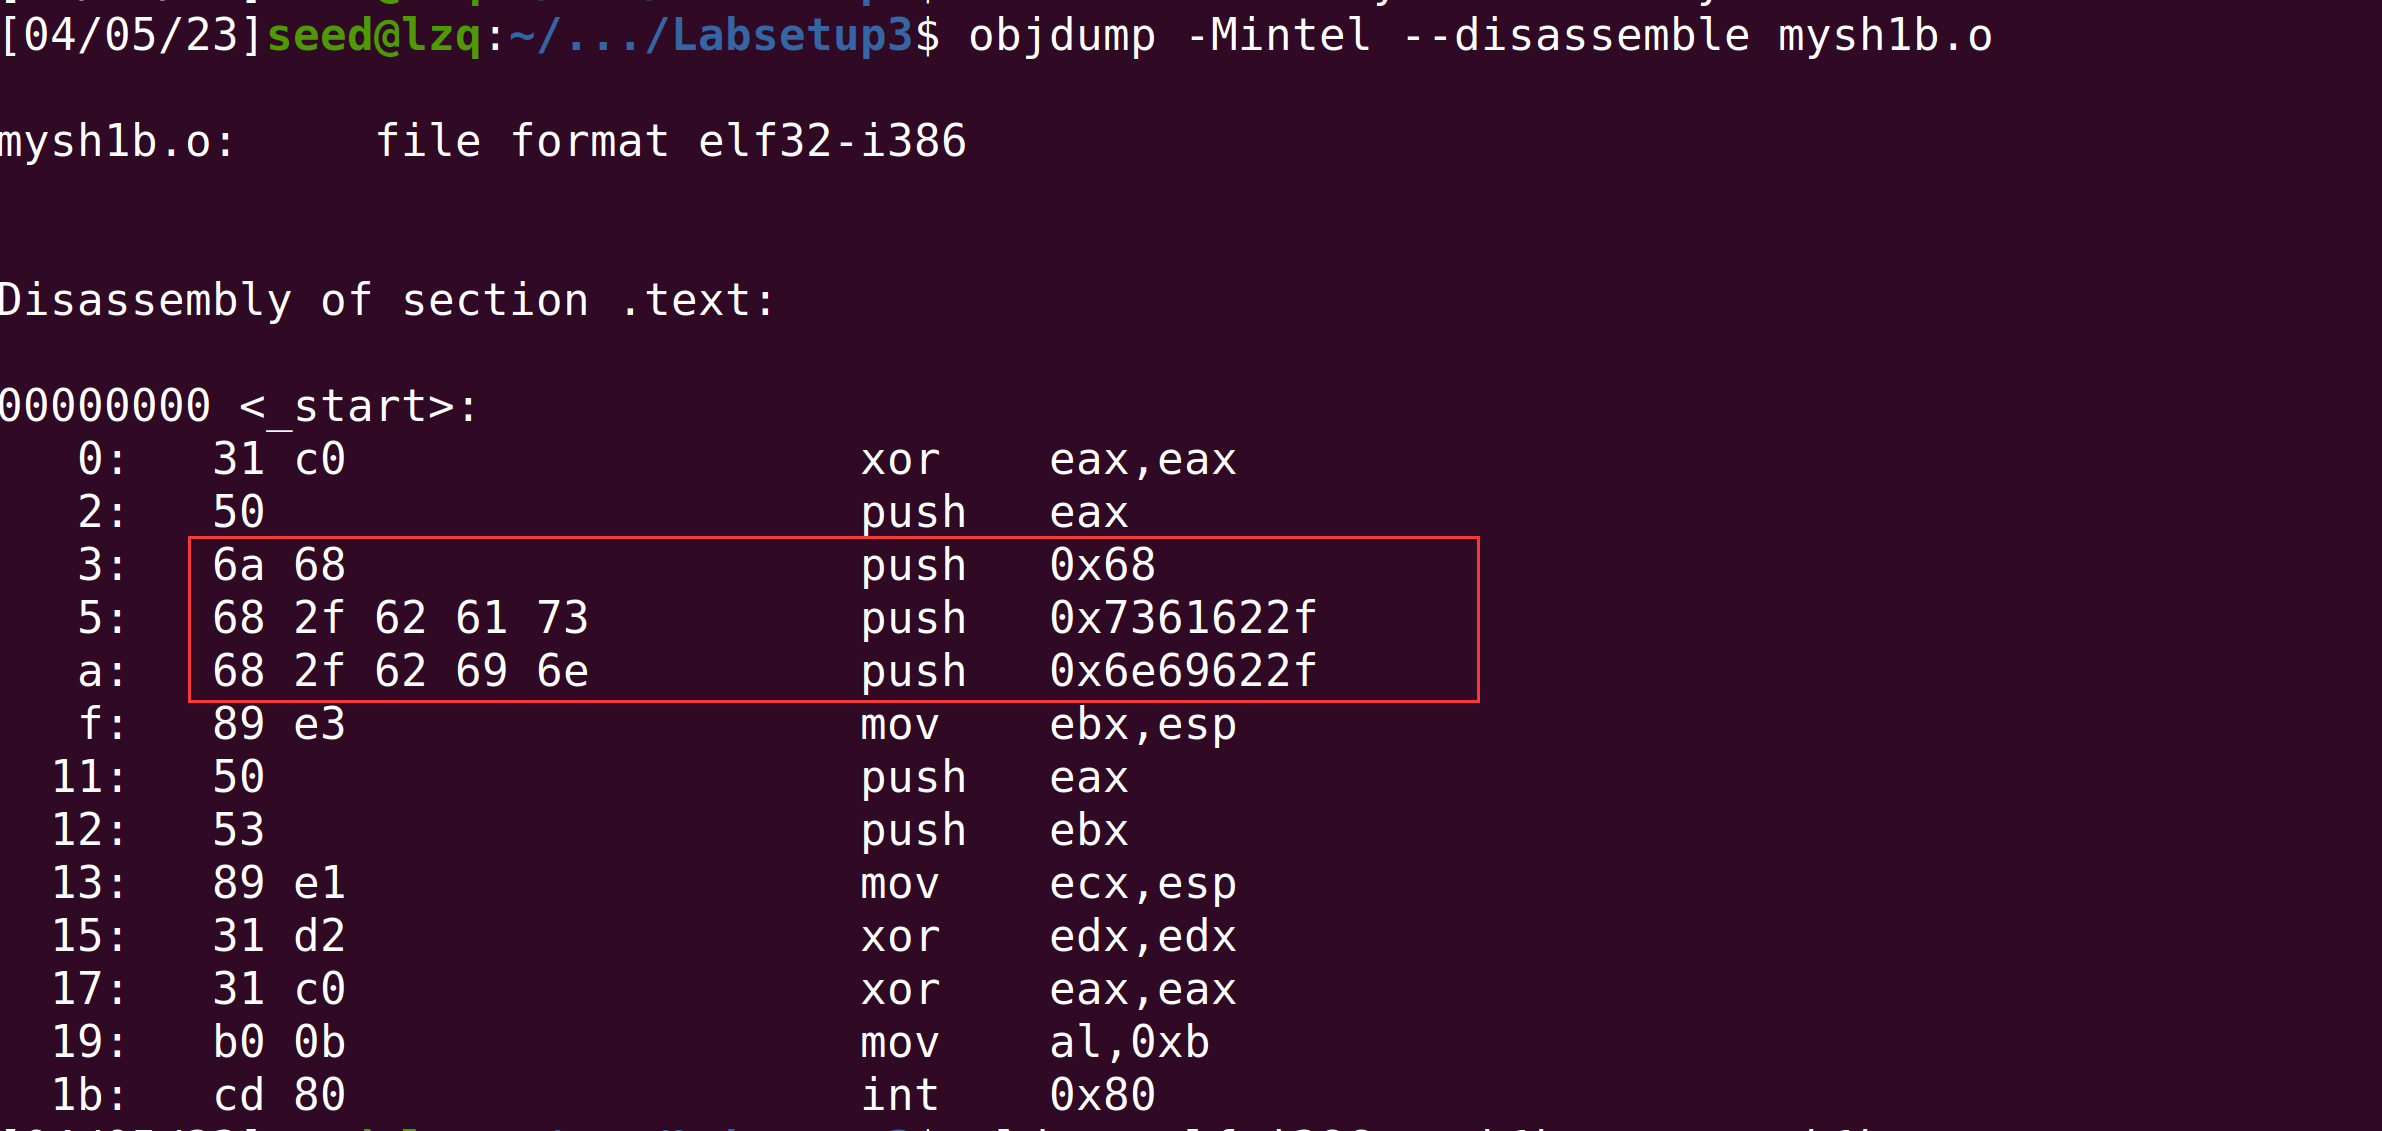 [04/05/23]seed@lzq:~/.../Labsetup3$ objdump -Mintel --disassemble mysh1b.o
mysh1b.o:     file format elf32-i386
Disassembly of section .text:
00000000 <_start>:
   0:   31 c0                   xor    eax,eax
   2:   50                      push   eax
   3:   6a 68                   push   0x68
   5:   68 2f 62 61 73          push   0x7361622f
   a:   68 2f 62 69 6e          push   0x6e69622f
   f:   89 e3                   mov    ebx,esp
  11:   50                      push   eax
  12:   53                      push   ebx
  13:   89 e1                   mov    ecx,esp
  15:   31 d2                   xor    edx,edx
  17:   31 c0                   xor    eax,eax
  19:   b0 0b                   mov    al,0xb
  1b:   cd 80                   int    0x80